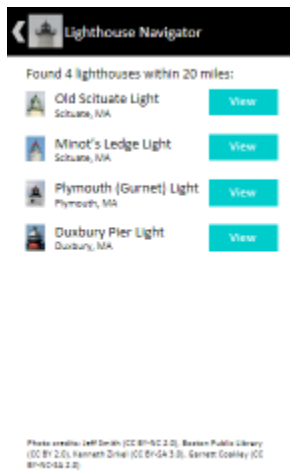 Lighthouse Navigator
Found 4 lighthouses within 20 miles:
Old Scituate Light
Scituate, MA
View
Minot's Ledge Light
Scituate, MA
View
Plymouth (Gurnet) Light
Plymouth, MA
View
Duxbury Pier Light
Duxbury, MA
View
Photo credits: Jeff Smith (CC BY-NC 2.0), Boston Public Library
(CC BY 2.0), Kenneth Zirkel (CC BY-SA 3.0), Garrett Coakley (CC
BY-NC-SA 2.0)